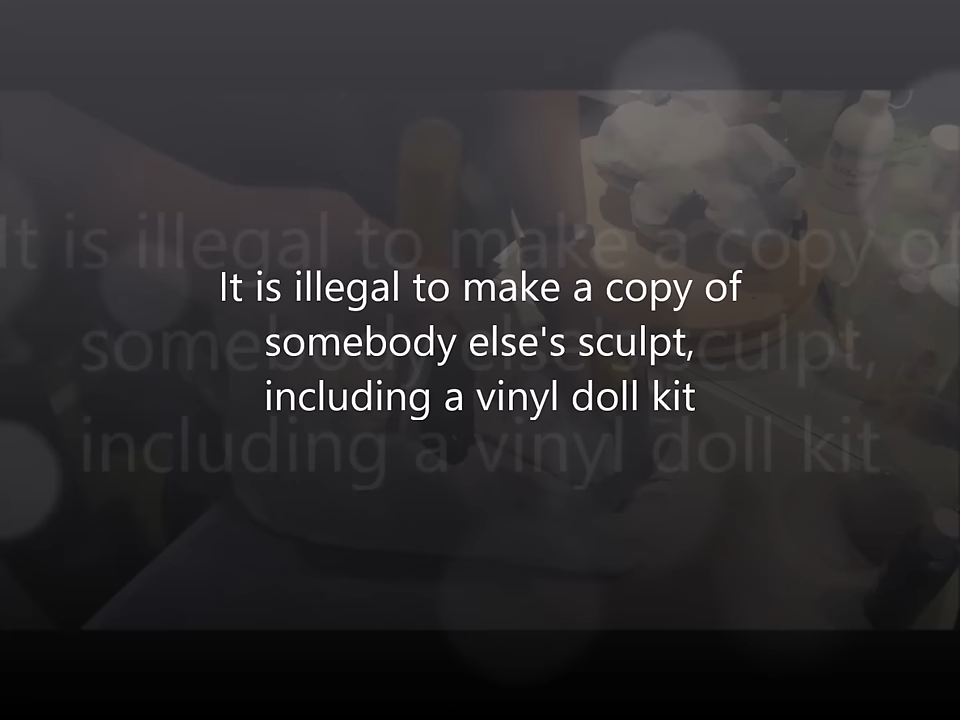 It is illegal to make a copy of
somebody else's sculpt,
including a vinyl doll kit